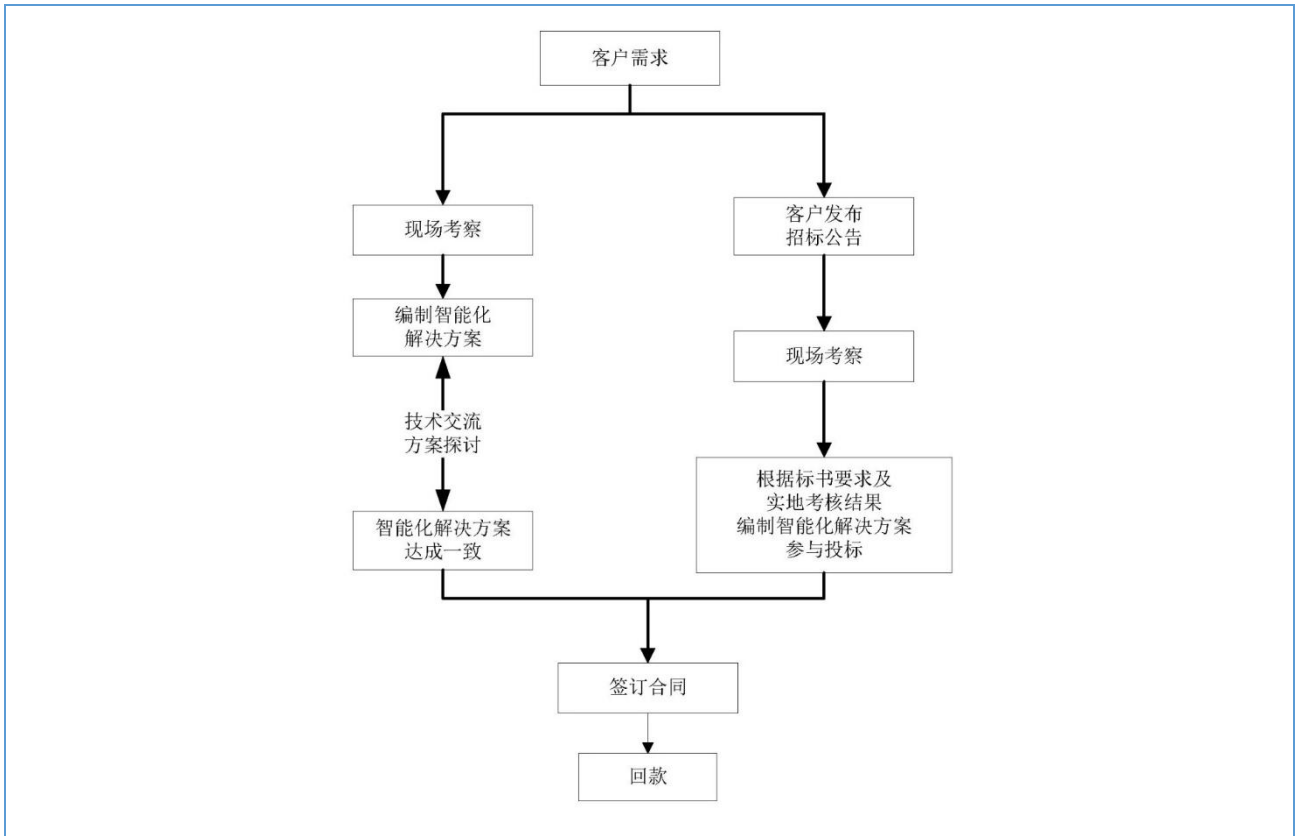 客户需求
现场考察
编制智能化
解决方案
技术交流
方案探讨
智能化解决方案
达成一致
客户发布
招标公告
现场考察
根据标书要求及
实地考核结果
编制智能化解决方案
参与投标
签订合同
回款